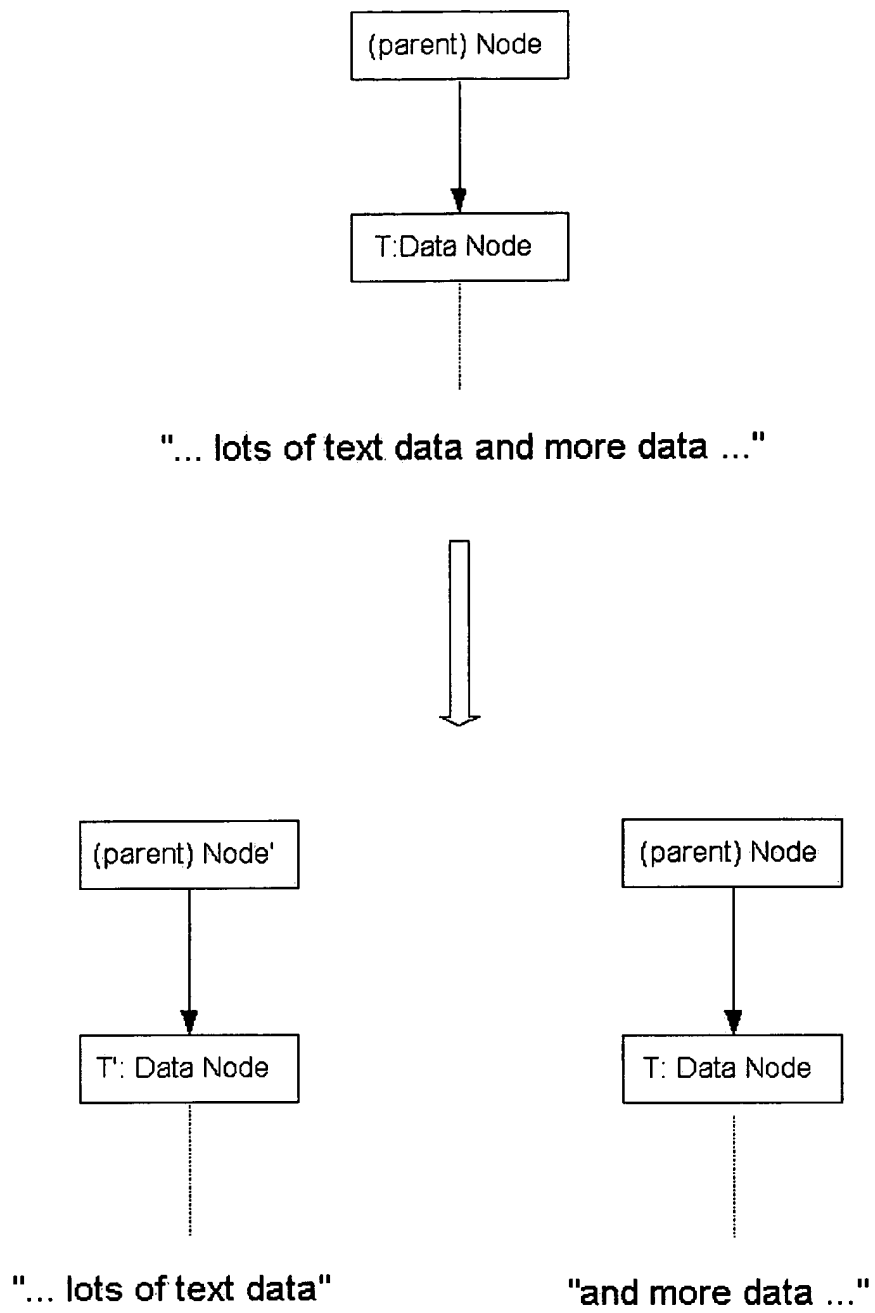 (parent) Node
T:Data Node
"... lots of text data and more data ..."
(parent) Node'
(parent) Node
T': Data Node
T: Data Node
"... lots of text data"
"and more data ..."